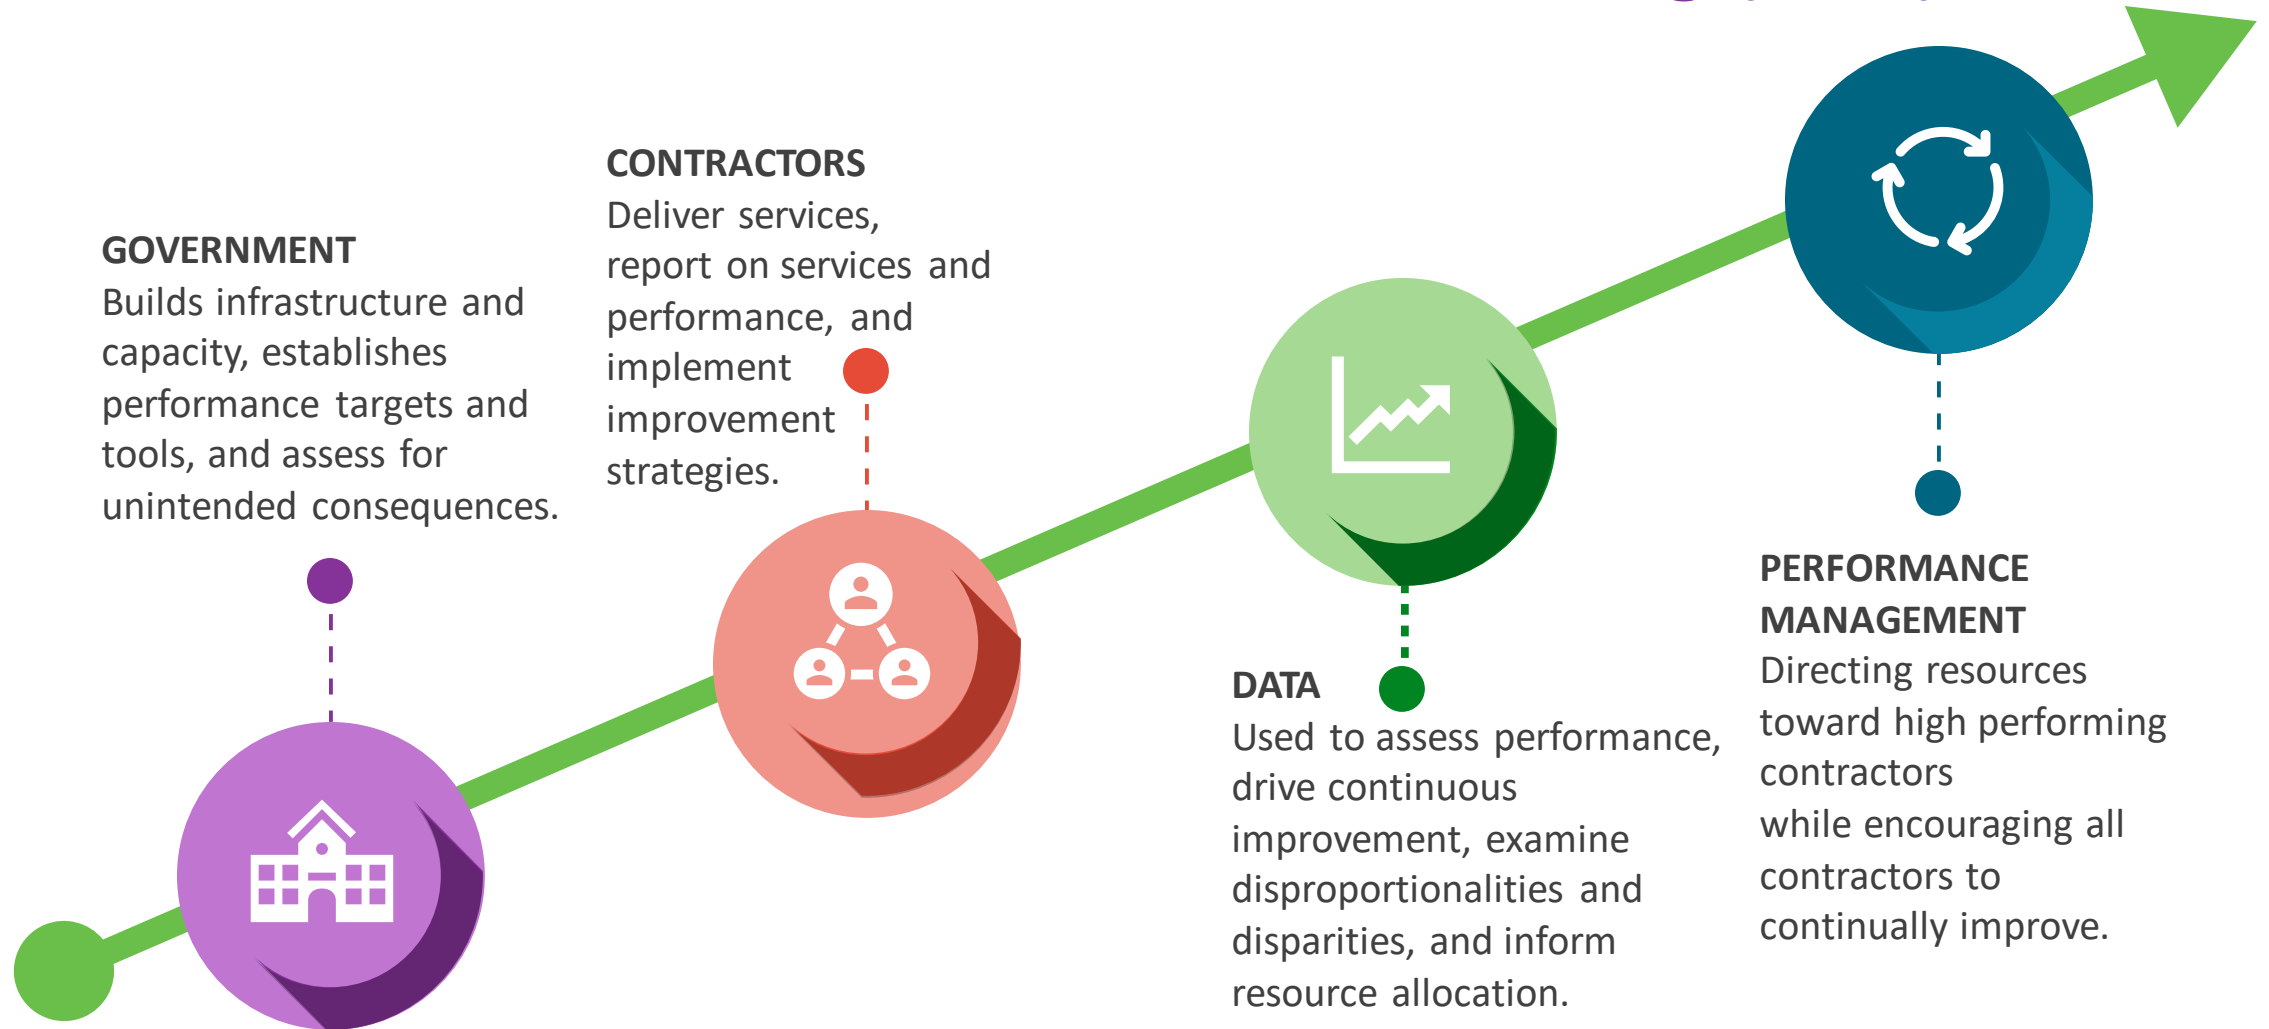 GOVERNMENT
Builds infrastructure and
capacity, establishes
performance targets and
tools, and assess for
unintended consequences.
CONTRACTORS
Deliver services,
report on services and
performance, and
implement
improvement
strategies.
DATA
Used to assess performance,
drive continuous
improvement, examine
disproportionalities and
disparities, and inform
resource allocation.
PERFORMANCE
MANAGEMENT
Directing resources
toward high performing
contractors
while encouraging all
contractors to
continually improve.